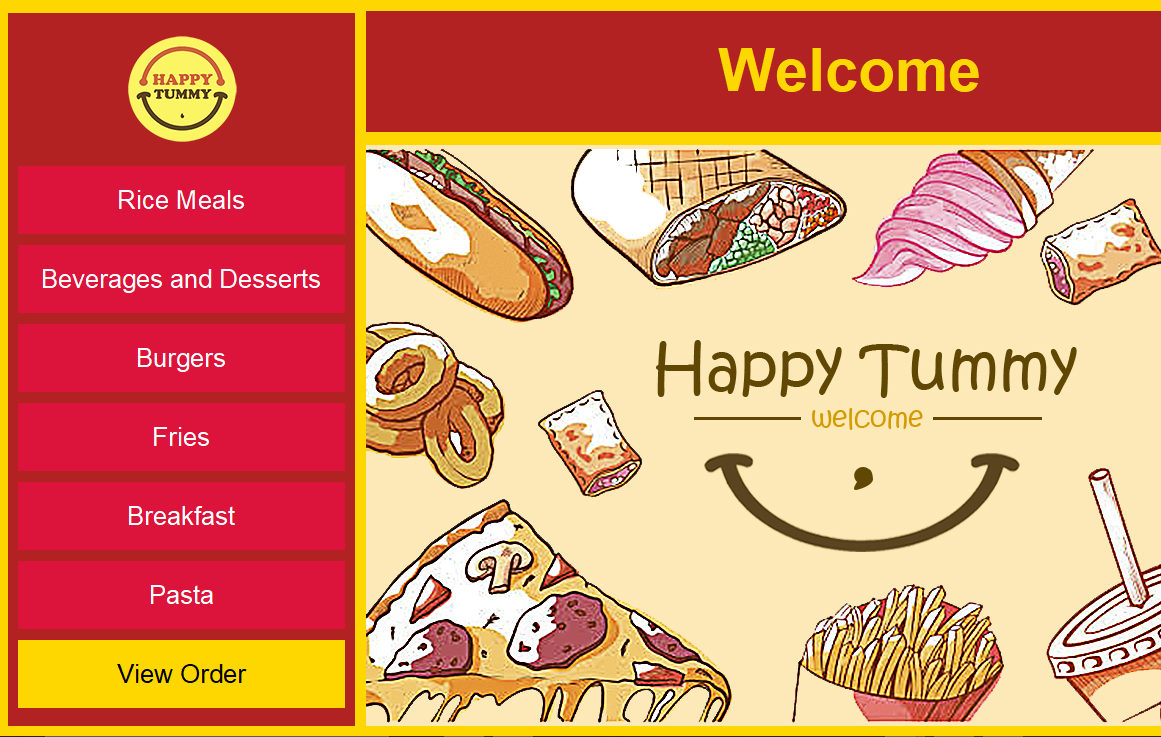 HAPPY
TUMMY
Rice Meals
Beverages and Desserts
Burgers
Fries
Breakfast
Pasta
View Order
Welcome
Happy Tummy
welcome